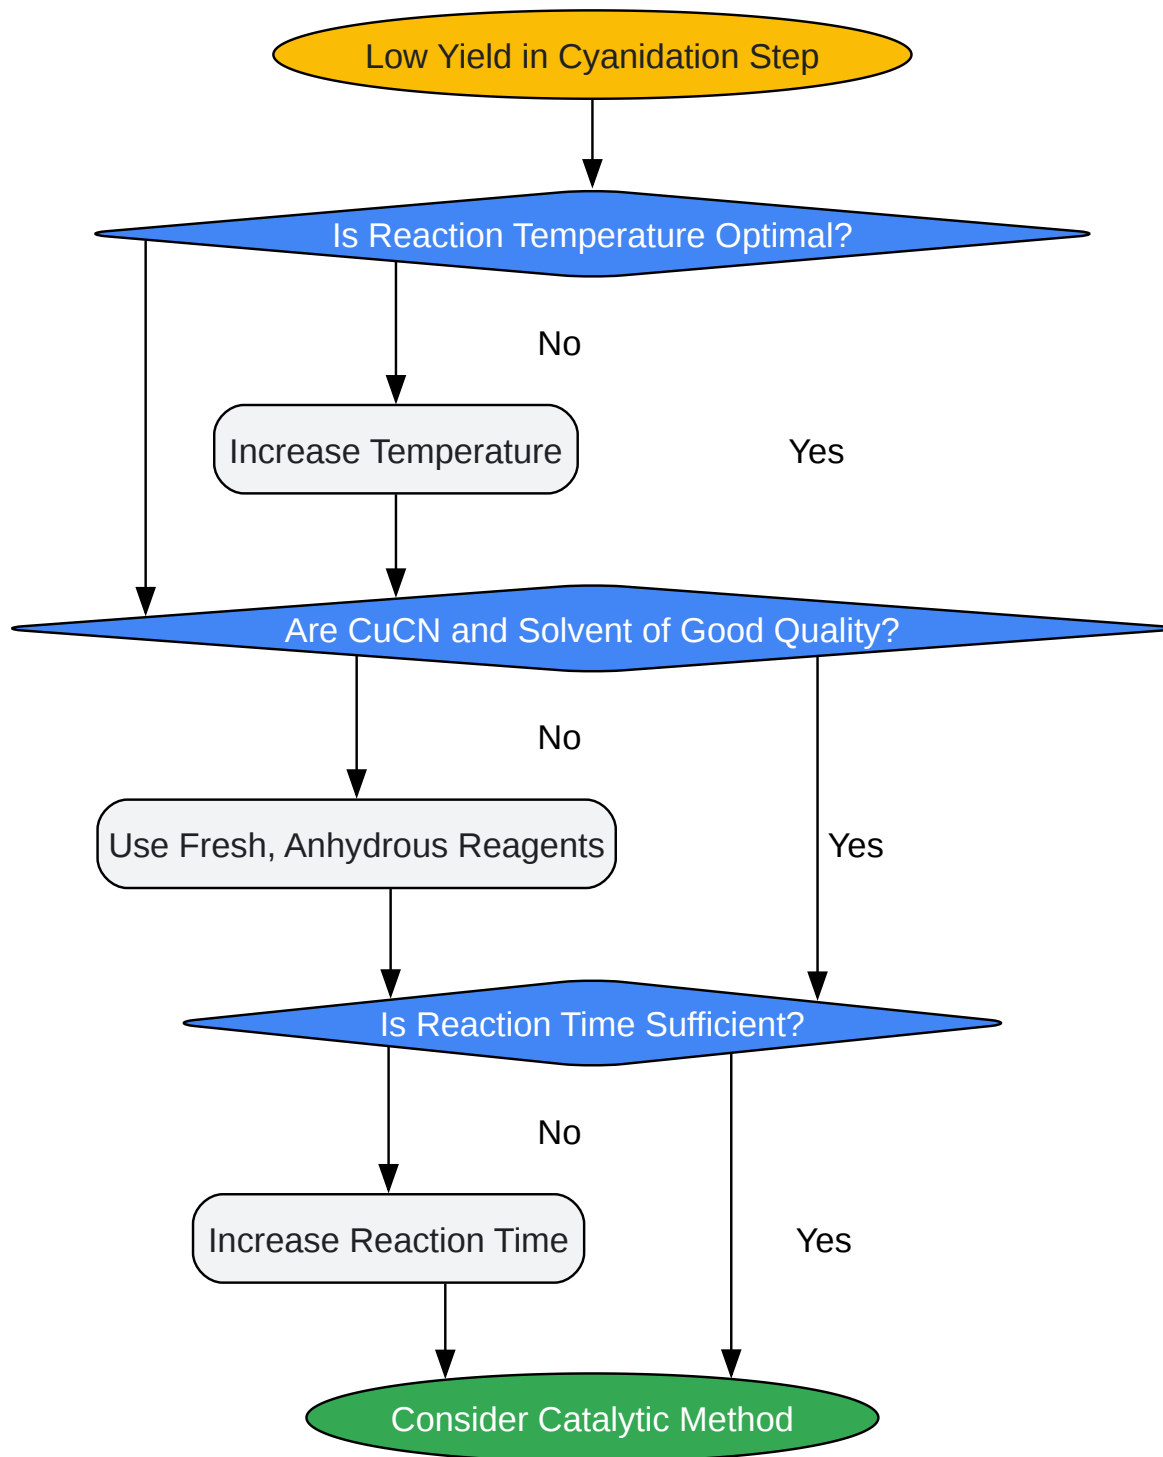 Low Yield in Cyanidation Step
Is Reaction Temperature Optimal?
No
Increase Temperature
Yes
Are CuCN and Solvent of Good Quality?
No
Use Fresh, Anhydrous Reagents
Yes
Is Reaction Time Sufficient?
No
Increase Reaction Time
Yes
Consider Catalytic Method